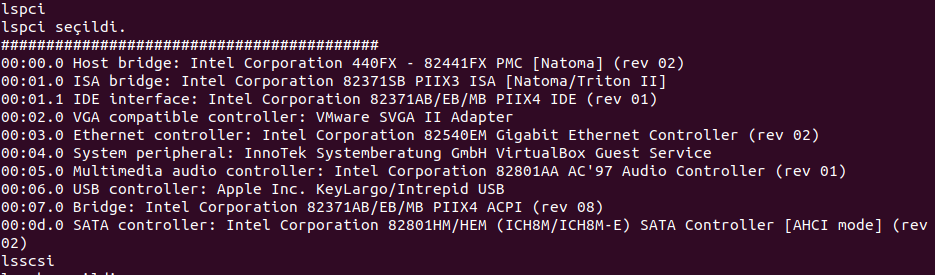 lspci
lspci seçildi.
##########################################
00:00.0 Host bridge: Intel Corporation 440FX - 82441FX PMC [Natoma] (rev 02)
00:01.0 ISA bridge: Intel Corporation 82371SB PIIX3 ISA [Natoma/Triton II]
00:01.1 IDE interface: Intel Corporation 82371AB/EB/MB PIIX4 IDE (rev 01)
00:02.0 VGA compatible controller: VMware SVGA II Adapter
00:03.0 Ethernet controller: Intel Corporation 82540EM Gigabit Ethernet Controller (rev 02)
00:04.0 System peripheral: InnoTek Systemberatung GmbH VirtualBox Guest Service
00:05.0 Multimedia audio controller: Intel Corporation 82801AA AC'97 Audio Controller (rev 01)
00:06.0 USB controller: Apple Inc. KeyLargo/Intrepid USB
00:07.0 Bridge: Intel Corporation 82371AB/EB/MB PIIX4 ACPI (rev 08)
00:0d.0 SATA controller: Intel Corporation 82801HM/HEM (ICH8M/ICH8M-E) SATA Controller [AHCI mode] (rev
02)
lsscsi